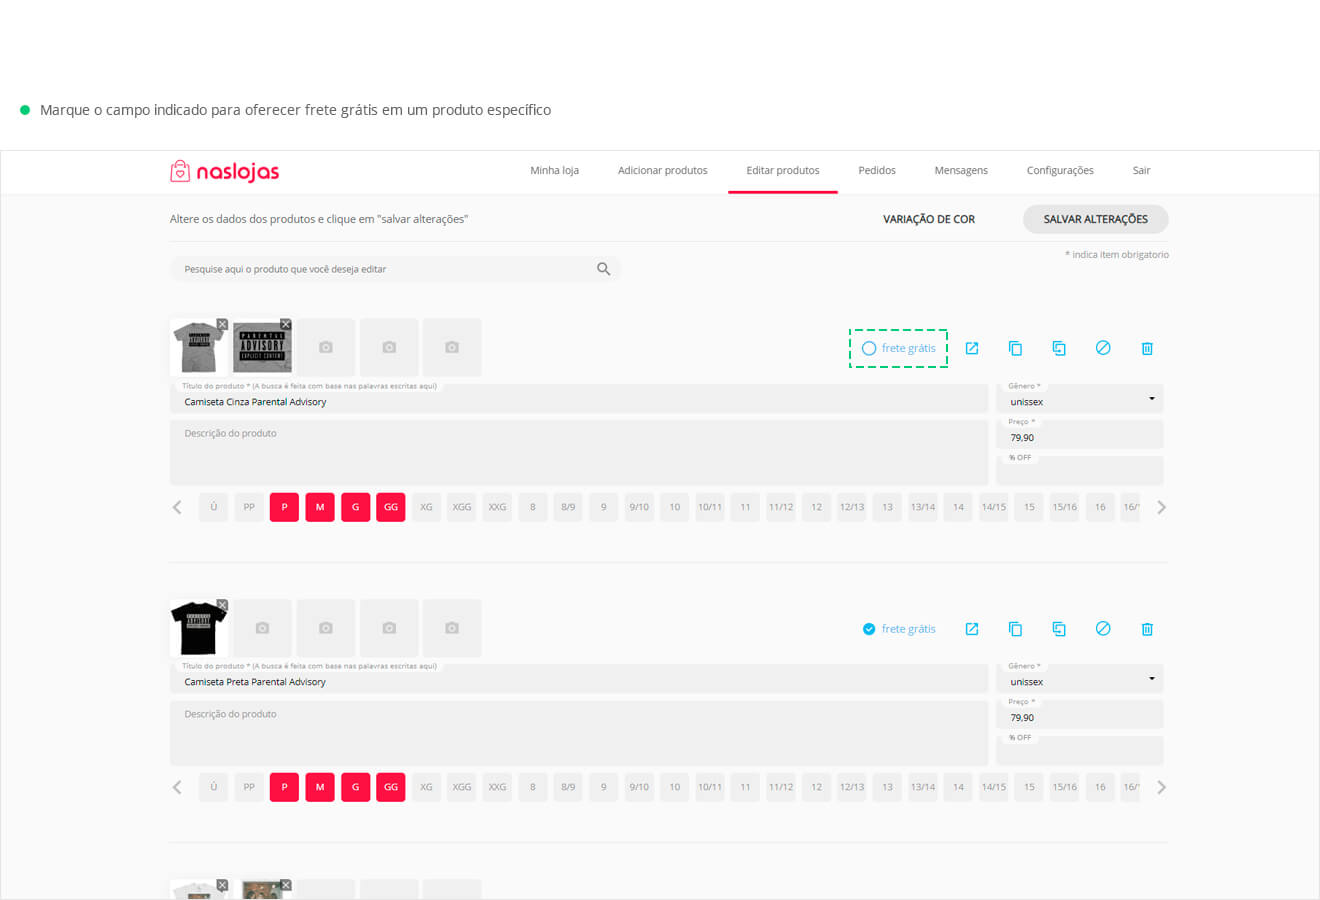 Marque o campo indicado para oferecer frete grátis em um produto específico
naslojas
Minha loja Adicionar produtos Editar produtos Pedidos Mensagens Configurações Sair
Altere os dados dos produtos e clique em "salvar alterações" VARIAÇÃO DE COR SALVAR ALTERAÇÕES
* indica item obrigatorio
Pesquise aqui o produto que você deseja editar
PARENTAL
ADVISORY
EXPLICIT CONTENT
frete grátis
Título do produto * (A busca é feita com base nas palavras escritas aqui) Gênero *
Camiseta Cinza Parental Advisory unissex
Descrição do produto Preço *
79,90
% OFF
Ú PP P M G GG XG XGG XXG 8 8/9 9 9/10 10 10/11 11 11/12 12 12/13 13 13/14 14 14/15 15 15/16 16
frete grátis
Título do produto * (A busca é feita com base nas palavras escritas aqui) Gênero *
Camiseta Preta Parental Advisory unissex
Descrição do produto Preço *
79,90
% OFF
Ú PP P M G GG XG XGG XXG 8 8/9 9 9/10 10 10/11 11 11/12 12 12/13 13 13/14 14 14/15 15 15/16 16